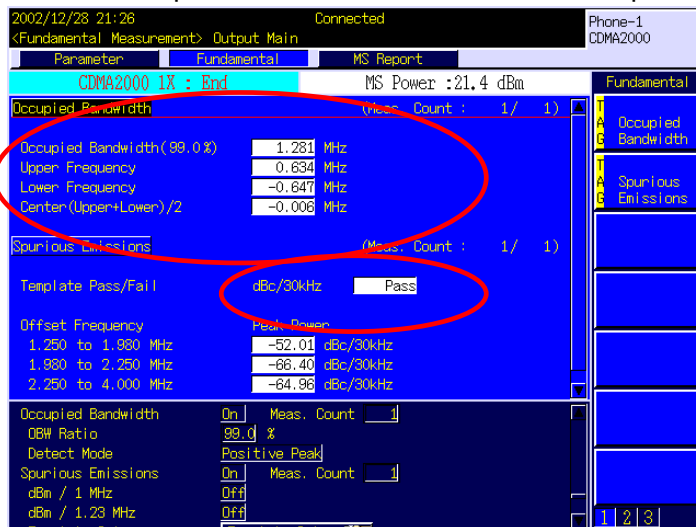 2002/12/28 21:26 Connected Phone-1
<Fundamental Measurement> Output Main CDMA2000
Parameter Fundamental MS Report
CDMA2000 1X : End MS Power :21.4 dBm Fundamental
Occupied Bandwidth (Meas. Count : 1/ 1)
TAG Occupied Bandwidth
Occupied Bandwidth(99.0%) 1.281 MHz
Upper Frequency 0.634 MHz
Lower Frequency -0.647 MHz
Center(Upper+Lower)/2 -0.006 MHz
TAG Spurious Emissions
Spurious Emissions (Meas. Count : 1/ 1)
Template Pass/Fail dBc/30kHz Pass
Offset Frequency Peak Power
1.250 to 1.980 MHz -52.01 dBc/30kHz
1.980 to 2.250 MHz -66.40 dBc/30kHz
2.250 to 4.000 MHz -64.96 dBc/30kHz
Occupied Bandwidth On Meas. Count 1
OBW Ratio 99.0 %
Detect Mode Positive Peak
Spurious Emissions On Meas. Count 1
dBm / 1 MHz Off
dBm / 1.23 MHz Off
1 2 3